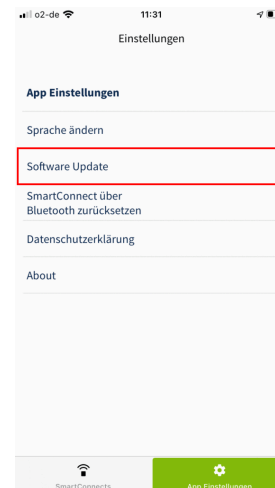 o2-de 11:31
Einstellungen
App Einstellungen
Sprache ändern
Software Update
SmartConnect über
Bluetooth zurücksetzen
Datenschutzerklärung
About
SmartConnects App Einstellungen